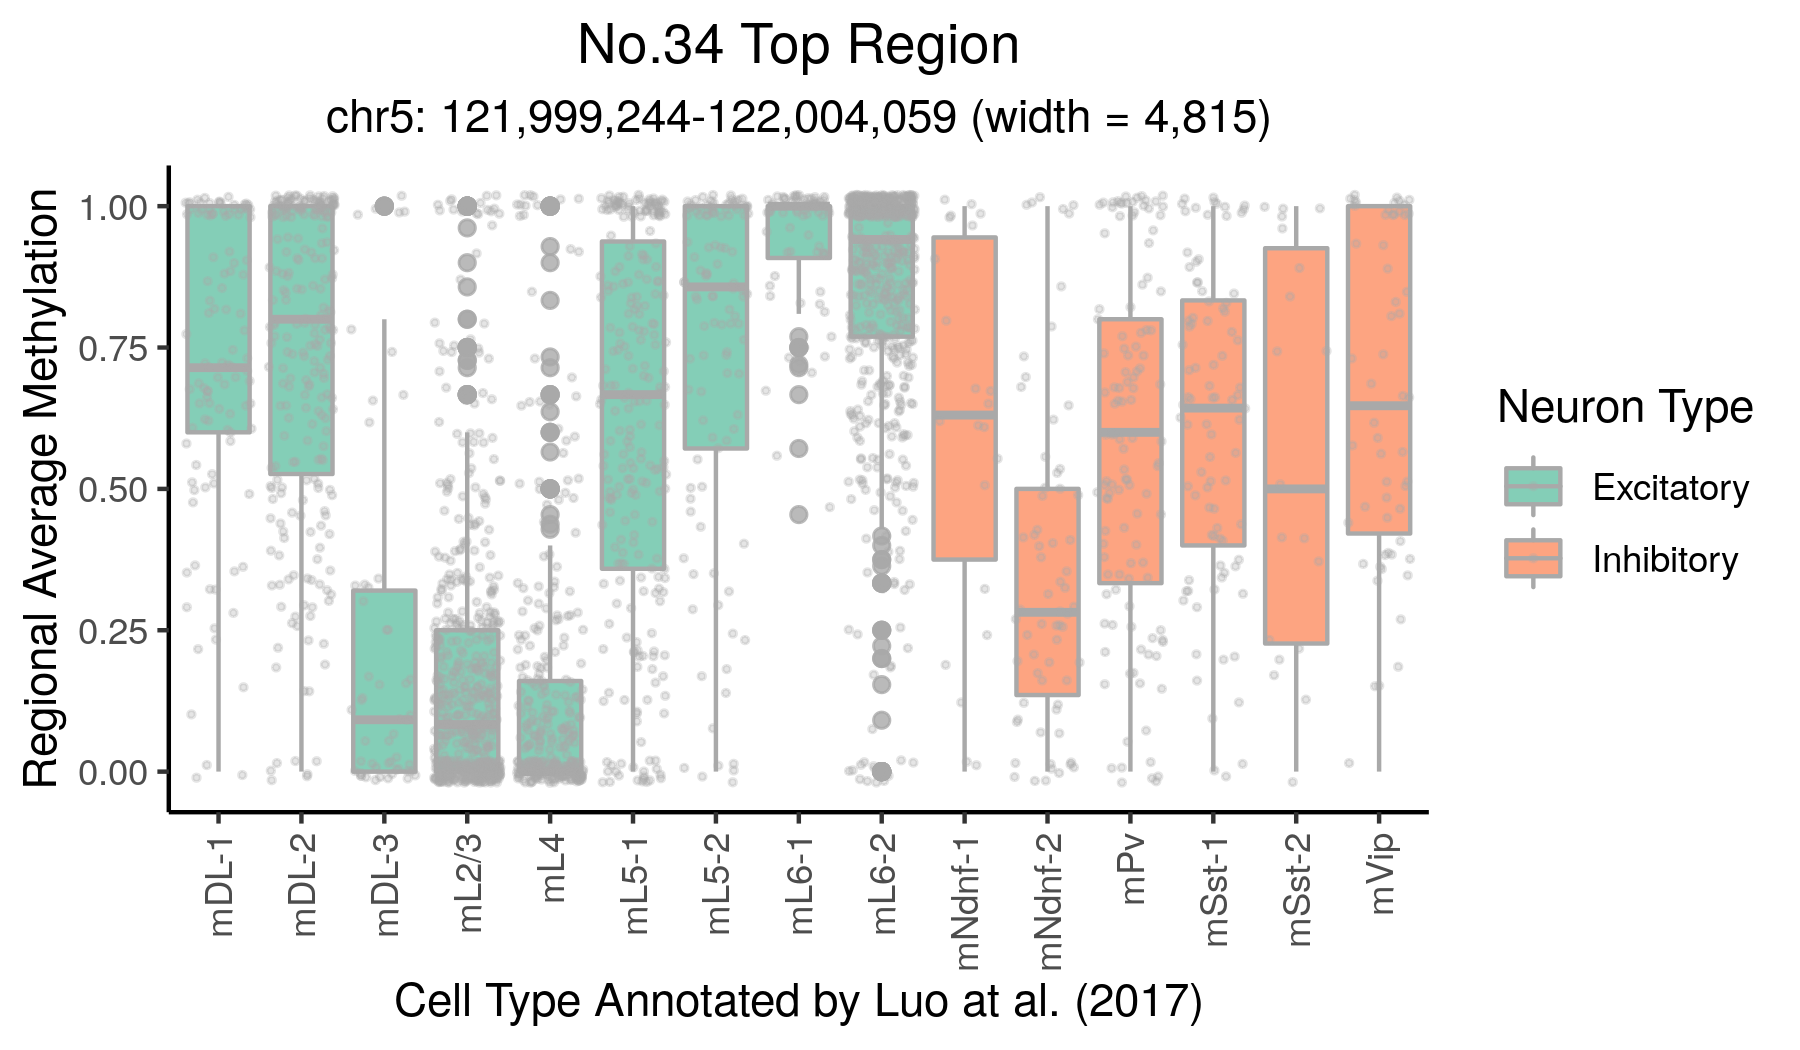 No.34 Top Region
chr5: 121,999,244-122,004,059 (width = 4,815)
Regional Average Methylation
1.00
0.75
0.50
0.25
0.00
mDL-1
mDL-2
mDL-3
mL2/3
mL4
mL5-1
mL5-2
mL6-1
mL6-2
mNdnf-1
mNdnf-2
mPv
mSst-1
mSst-2
mVip
Cell Type Annotated by Luo at al. (2017)
Neuron Type
Excitatory
Inhibitory